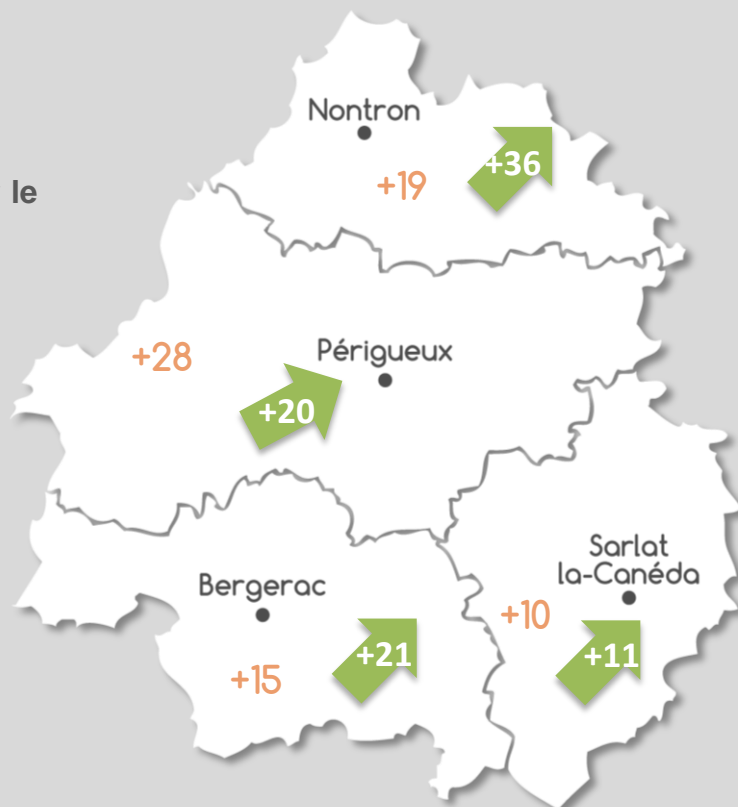 Nontron
+36
+19
le
Périgueux
+28
+20
Sarlat
la-Canéda
Bergerac
+10
+21
+11
+15